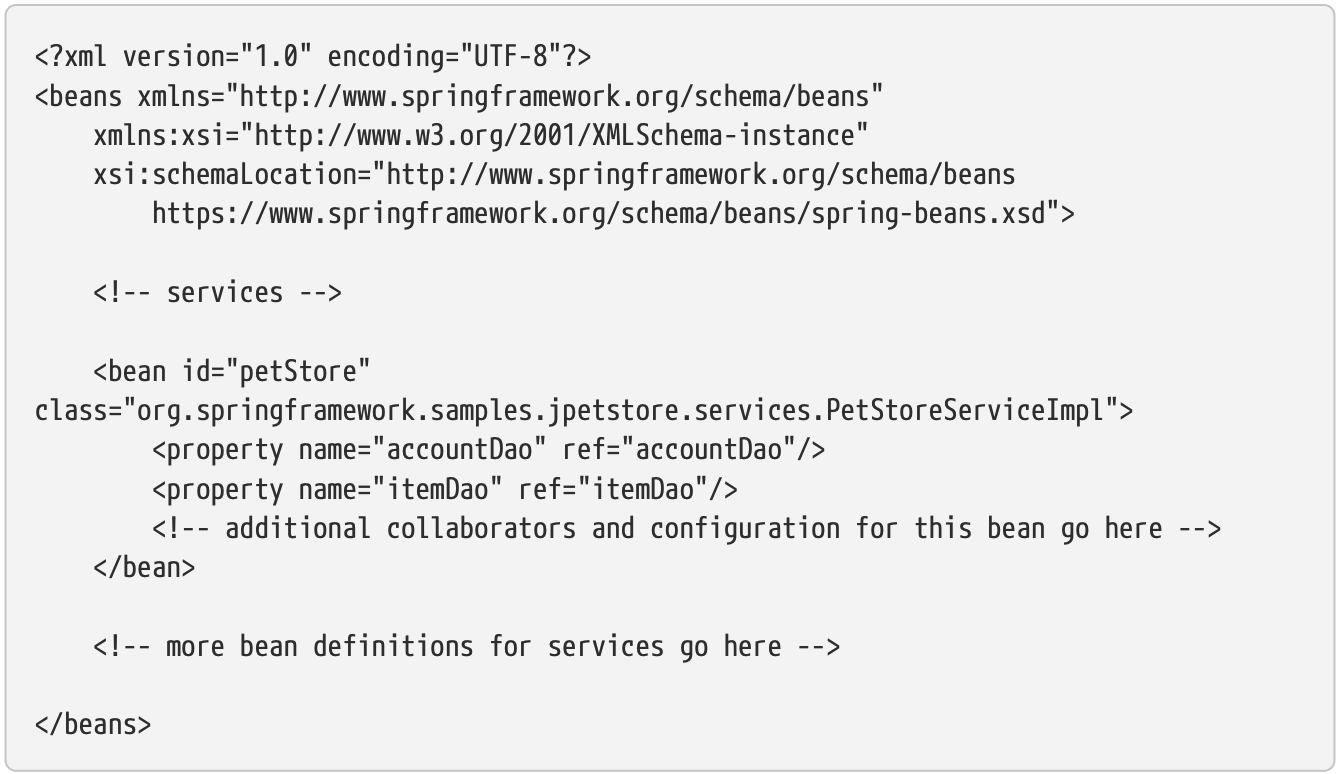 <?xml version="1.0" encoding="UTF-8"?>
<beans xmlns="http://www.springframework.org/schema/beans"
    xmlns:xsi="http://www.w3.org/2001/XMLSchema-instance"
    xsi:schemaLocation="http://www.springframework.org/schema/beans
        https://www.springframework.org/schema/beans/spring-beans.xsd">

    <!-- services -->

    <bean id="petStore"
class="org.springframework.samples.jpetstore.services.PetStoreServiceImpl">
        <property name="accountDao" ref="accountDao"/>
        <property name="itemDao" ref="itemDao"/>
        <!-- additional collaborators and configuration for this bean go here -->
    </bean>

    <!-- more bean definitions for services go here -->

</beans>